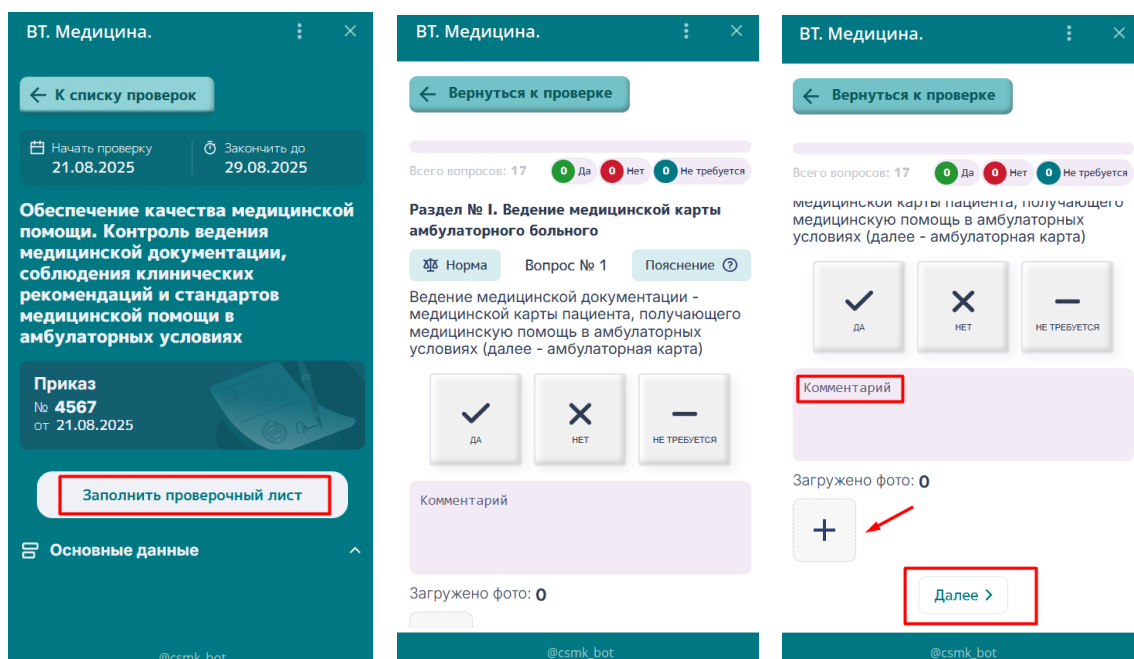 ВТ. Медицина.
← К списку проверок
Начать проверку
21.08.2025
Закончить до
29.08.2025
Обеспечение качества медицинской
помощи. Контроль ведения
медицинской документации,
соблюдения клинических
рекомендаций и стандартов
медицинской помощи в
амбулаторных условиях
Приказ
№ 4567
от 21.08.2025
Заполнить проверочный лист
Основные данные
@csmk_bot
ВТ. Медицина.
← Вернуться к проверке
Всего вопросов: 17 0 Да 0 Нет 0 Не требуется
Раздел № I. Ведение медицинской карты
амбулаторного больного
Норма Вопрос № 1 Пояснение ?
Ведение медицинской документации -
медицинской карты пациента, получающего
медицинскую помощь в амбулаторных
условиях (далее - амбулаторная карта)
ДА НЕТ НЕ ТРЕБУЕТСЯ
Комментарий
Загружено фото: 0
@csmk_bot
ВТ. Медицина.
← Вернуться к проверке
Всего вопросов: 17 0 Да 0 Нет 0 Не требуется
медицинской карты пациента, получающего
медицинскую помощь в амбулаторных
условиях (далее - амбулаторная карта)
ДА НЕТ НЕ ТРЕБУЕТСЯ
Комментарий
Загружено фото: 0
+
Далее >
@csmk_bot